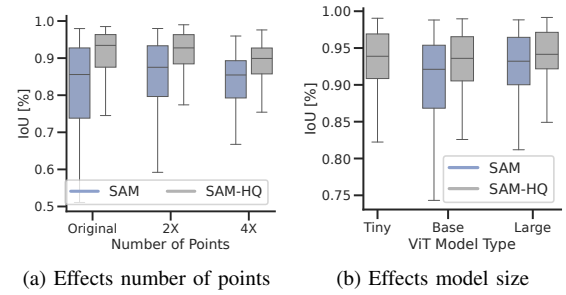 1.0
0.9
0.8
0.7
0.6
0.5
IoU [%]
SAM SAM-HQ
Original 2X 4X
Number of Points
1.00
0.95
0.90
0.85
0.80
0.75
IoU [%]
SAM
SAM-HQ
Tiny Base Large
ViT Model Type
(a) Effects number of points
(b) Effects model size